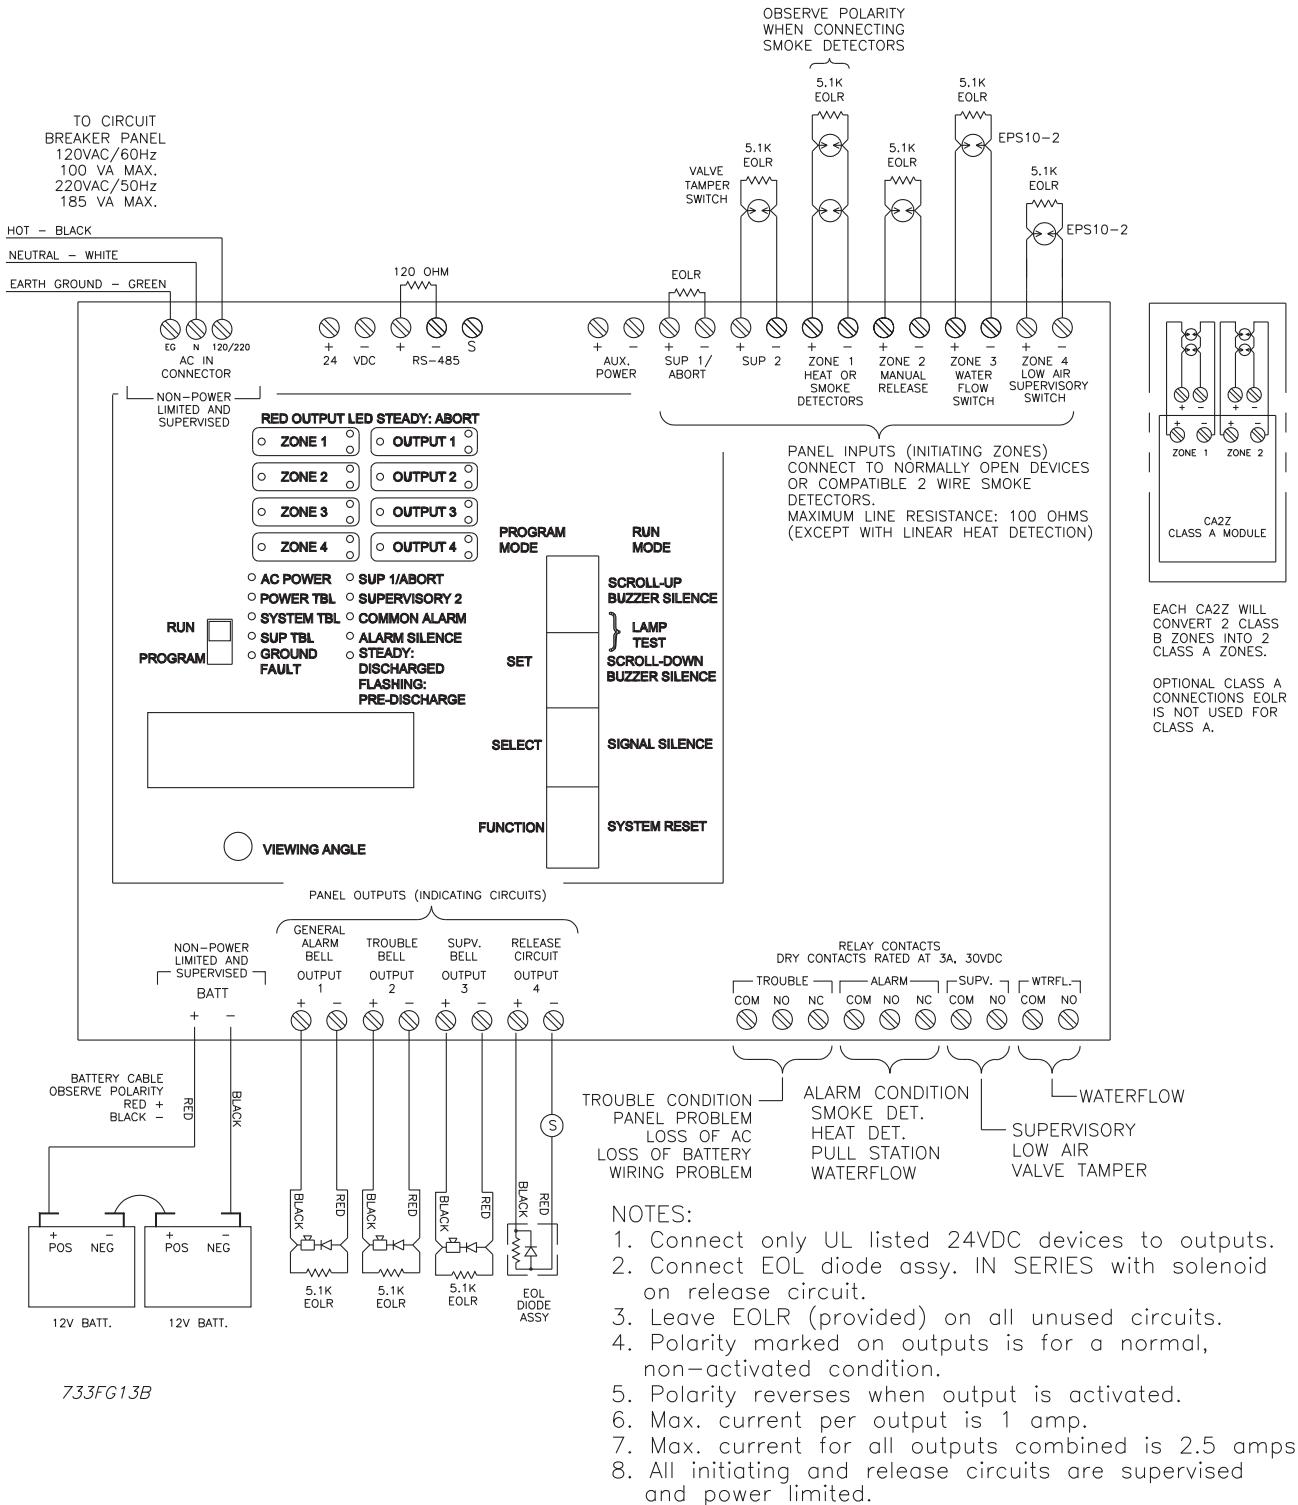 OBSERVE POLARITY
WHEN CONNECTING
SMOKE DETECTORS
5.1K
EOLR
5.1K
EOLR
EPS10-2
5.1K
EOLR
5.1K
EOLR
VALVE
TAMPER
SWITCH
5.1K
EOLR
EPS10-2
TO CIRCUIT
BREAKER PANEL
120VAC/60Hz
100 VA MAX.
220VAC/50Hz
185 VA MAX.
HOT - BLACK
NEUTRAL - WHITE
EARTH GROUND - GREEN
120 OHM
EOLR
EG N 120/220
AC IN
CONNECTOR
NON-POWER
LIMITED AND
SUPERVISED
+ -
24 VDC
+ - S
RS-485
+ -
AUX.
POWER
+ -
SUP 1/
ABORT
+ -
SUP 2
+ -
ZONE 1
HEAT OR
SMOKE
DETECTORS
+ -
ZONE 2
MANUAL
RELEASE
+ -
ZONE 3
WATER
FLOW
SWITCH
+ -
ZONE 4
LOW AIR
SUPERVISORY
SWITCH
PANEL INPUTS (INITIATING ZONES)
CONNECT TO NORMALLY OPEN DEVICES
OR COMPATIBLE 2 WIRE SMOKE
DETECTORS.
MAXIMUM LINE RESISTANCE: 100 OHMS
(EXCEPT WITH LINEAR HEAT DETECTION)
+ - + -
+ - + -
ZONE 1 ZONE 2
CA2Z
CLASS A MODULE
EACH CA2Z WILL
CONVERT 2 CLASS
B ZONES INTO 2
CLASS A ZONES.
OPTIONAL CLASS A
CONNECTIONS EOLR
IS NOT USED FOR
CLASS A.
RED OUTPUT LED STEADY: ABORT
ZONE 1 OUTPUT 1
ZONE 2 OUTPUT 2
ZONE 3 OUTPUT 3
ZONE 4 OUTPUT 4
AC POWER SUP 1/ABORT
POWER TBL SUPERVISORY 2
SYSTEM TBL COMMON ALARM
SUP TBL ALARM SILENCE
GROUND
FAULT
STEADY:
DISCHARGED
FLASHING:
PRE-DISCHARGE
RUN
PROGRAM
PROGRAM
MODE
RUN
MODE
SCROLL-UP
BUZZER SILENCE
LAMP
TEST
SET
SCROLL-DOWN
BUZZER SILENCE
SELECT
SIGNAL SILENCE
FUNCTION
SYSTEM RESET
VIEWING ANGLE
PANEL OUTPUTS (INDICATING CIRCUITS)
NON-POWER
LIMITED AND
SUPERVISED
BATT
+ -
GENERAL
ALARM
BELL
OUTPUT
1
+ -
TROUBLE
BELL
OUTPUT
2
+ -
SUPV.
BELL
OUTPUT
3
+ -
RELEASE
CIRCUIT
OUTPUT
4
+ -
RELAY CONTACTS
DRY CONTACTS RATED AT 3A, 30VDC
TROUBLE ALARM SUPV. WTRFL.
COM NO NC COM NO NC COM NO COM NO
BATTERY CABLE
OBSERVE POLARITY
RED +
BLACK -
RED
BLACK
S
BLACK
RED
BLACK
RED
BLACK
RED
BLACK
RED
+ -
POS NEG
+ -
POS NEG
12V BATT.
12V BATT.
5.1K
EOLR
5.1K
EOLR
5.1K
EOLR
EOL
DIODE
ASSY
TROUBLE CONDITION
PANEL PROBLEM
LOSS OF AC
LOSS OF BATTERY
WIRING PROBLEM
ALARM CONDITION
SMOKE DET.
HEAT DET.
PULL STATION
WATERFLOW
SUPERVISORY
LOW AIR
VALVE TAMPER
WATERFLOW
733FG13B
NOTES:
1. Connect only UL listed 24VDC devices to outputs.
2. Connect EOL diode assy. IN SERIES with solenoid
on release circuit.
3. Leave EOLR (provided) on all unused circuits.
4. Polarity marked on outputs is for a normal,
non-activated condition.
5. Polarity reverses when output is activated.
6. Max. current per output is 1 amp.
7. Max. current for all outputs combined is 2.5 amps
8. All initiating and release circuits are supervised
and power limited.